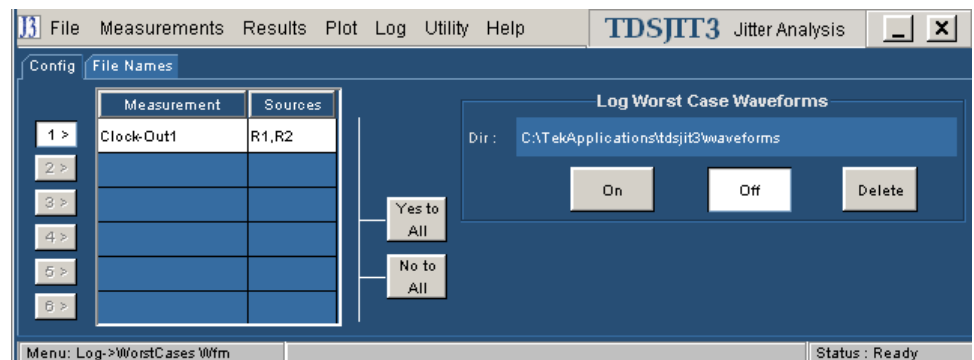 J3 File Measurements Results Plot Log Utility Help TDSJIT3 Jitter Analysis
Config File Names
Measurement Sources
1 > Clock-Out1 R1,R2
2 >
3 >
4 >
5 >
6 >
Yes to
All
No to
All
Log Worst Case Waveforms
Dir : C:\TekApplications\tdsjit3\waveforms
On Off Delete
Menu: Log->WorstCases Wfm Status : Ready